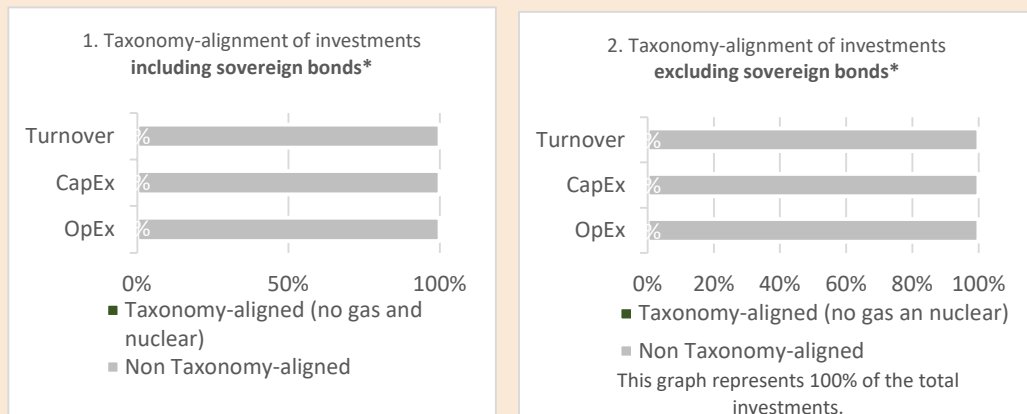 1. Taxonomy-alignment of investments
including sovereign bonds*
Turnover
CapEx
OpEx
%
%
%
0%
50%
100%
Taxonomy-aligned (no gas and
nuclear)
Non Taxonomy-aligned
2. Taxonomy-alignment of investments
excluding sovereign bonds*
Turnover
CapEx
OpEx
%
%
%
0%
20%
40%
60%
80%
100%
Taxonomy-aligned (no gas an nuclear)
Non Taxonomy-aligned
This graph represents 100% of the total
investments.